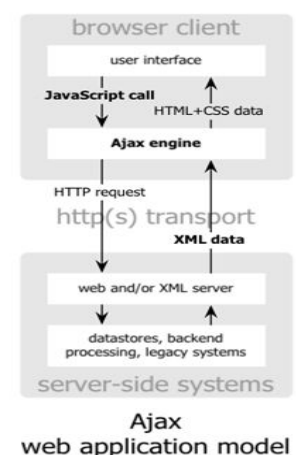 browser client
user interface
JavaScript call
HTML+CSS data
Ajax engine
HTTP request
http(s) transport
XML data
web and/or XML server
datastores, backend
processing, legacy systems
server-side systems
Ajax
web application model